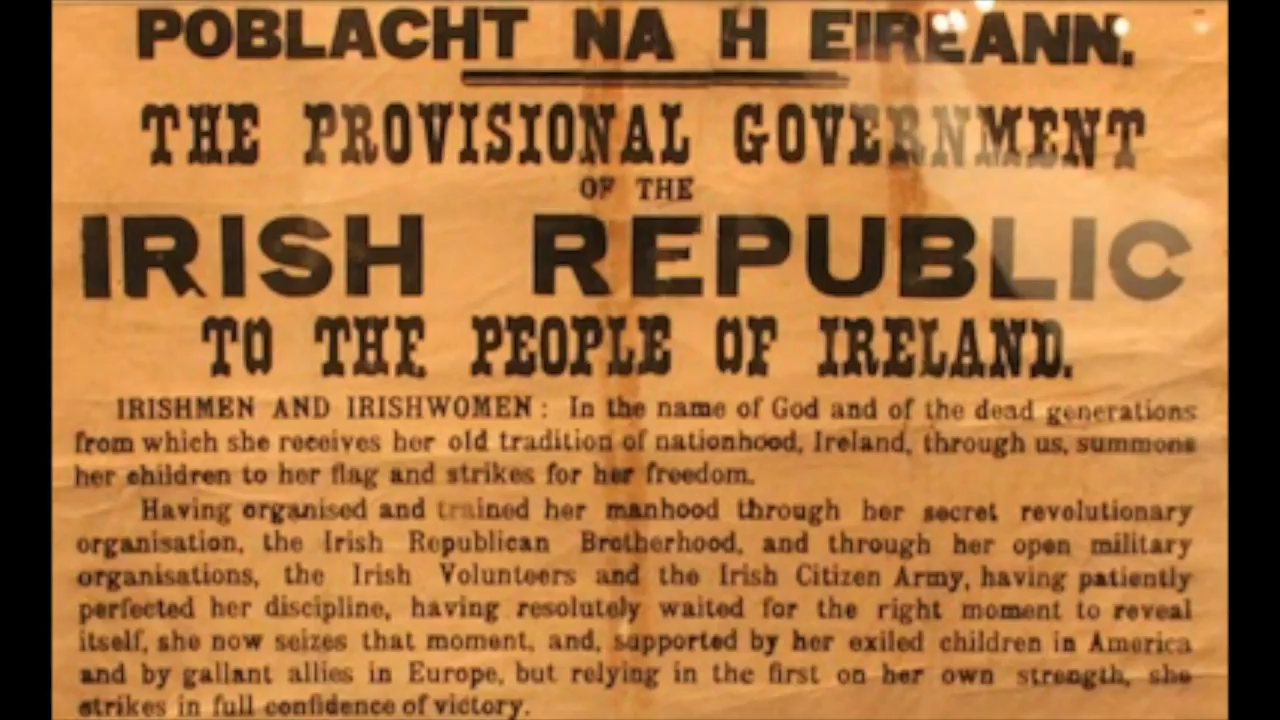 POBLACHT NA H EIREANN.
THE PROVISIONAL GOVERNMENT
OF THE
IRISH REPUBLIC
TO THE PEOPLE OF IRELAND.
IRISHMEN AND IRISHWOMEN : In the name of God and of the dead generations
from which she receives her old tradition of nationhood, Ireland, through us, summons
her children to her flag and strikes for her freedom.
Having organised and trained her manhood through her secret revolutionary
organisation, the Irish Republican Brotherhood, and through her open military
organisations, the Irish Volunteers and the Irish Citizen Army, having patiently
perfected her discipline, having resolutely waited for the right moment to reveal
itself, she now seizes that moment, and, supported by her exiled children in America
and by gallant allies in Europe, but relying in the first on her own strength, she
strikes in full confidence of victory.